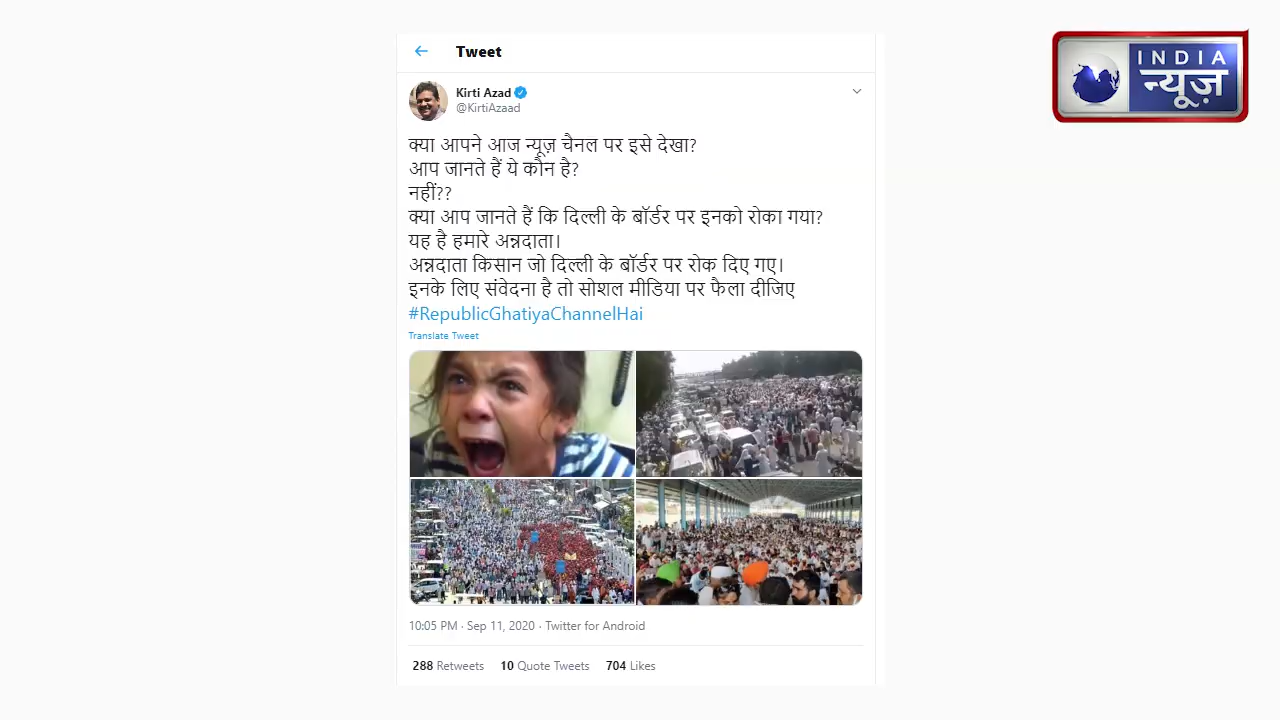 Tweet
INDIA
न्यूज़
Kirti Azad
@KirtiAzaad
क्या आपने आज न्यूज़ चैनल पर इसे देखा?
आप जानते हैं ये कौन है?
नहीं??
क्या आप जानते हैं कि दिल्ली के बॉर्डर पर इनको रोका गया?
यह है हमारे अन्नदाता।
अन्नदाता किसान जो दिल्ली के बॉर्डर पर रोक दिए गए।
इनके लिए संवेदना है तो सोशल मीडिया पर फैला दीजिए
#RepublicGhatiyaChannelHai
Translate Tweet
10:05 PM · Sep 11, 2020 · Twitter for Android
288 Retweets 10 Quote Tweets 704 Likes